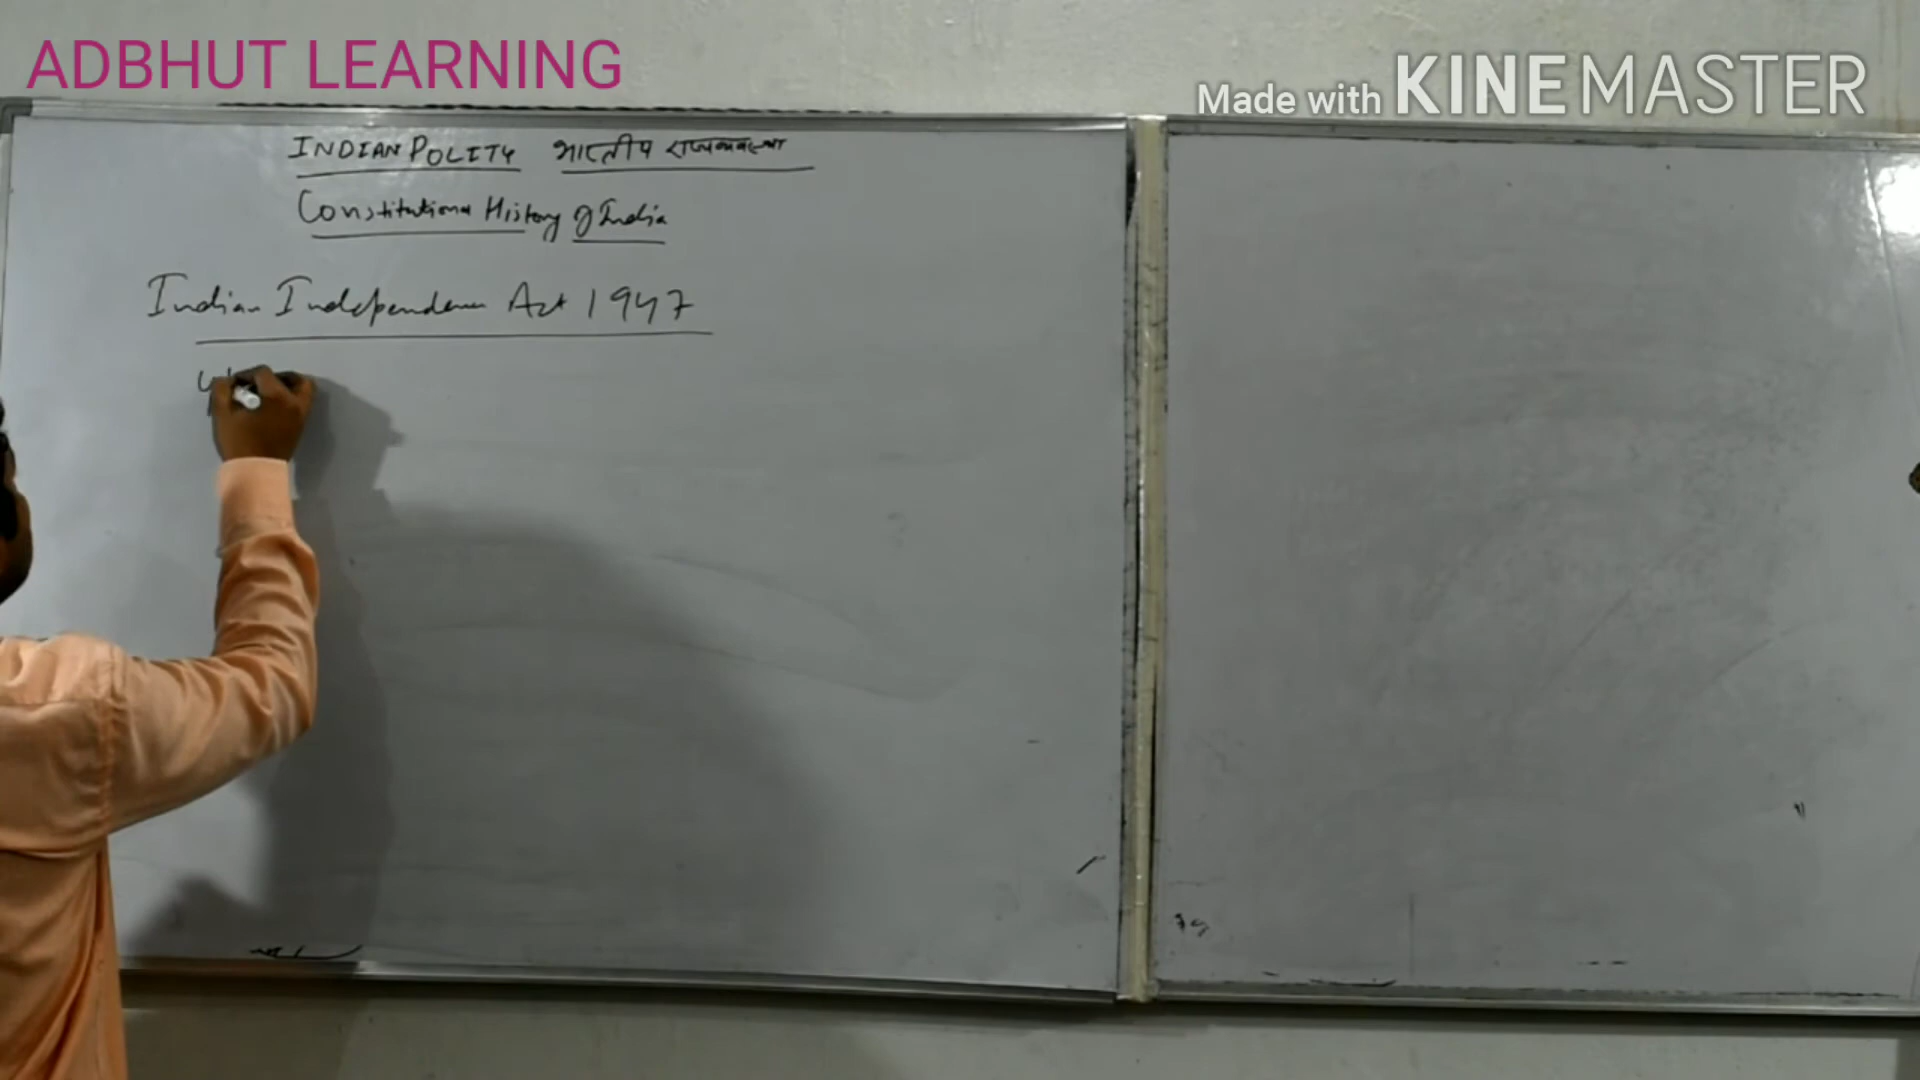 ADBHUT LEARNING
Made with KINEMASTER
INDIAN POLITY भारतीय राजव्यवस्था
Constitutional History of India
Indian Independence Act 1947